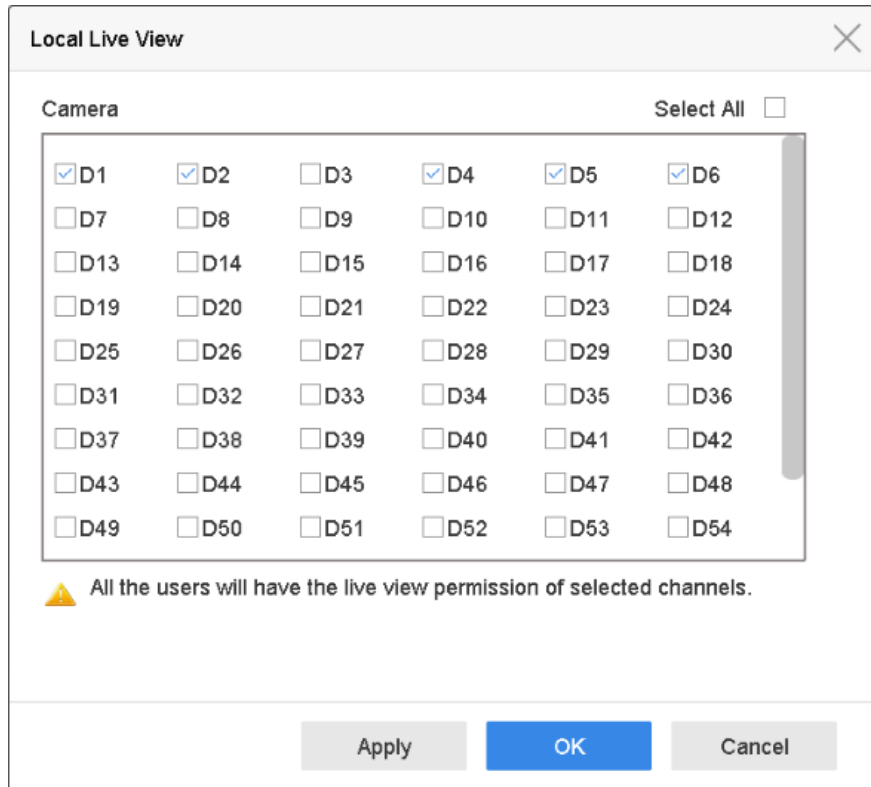 Local Live View
Camera Select All
D1 D2 D3 D4 D5 D6
D7 D8 D9 D10 D11 D12
D13 D14 D15 D16 D17 D18
D19 D20 D21 D22 D23 D24
D25 D26 D27 D28 D29 D30
D31 D32 D33 D34 D35 D36
D37 D38 D39 D40 D41 D42
D43 D44 D45 D46 D47 D48
D49 D50 D51 D52 D53 D54
All the users will have the live view permission of selected channels.
Apply OK Cancel